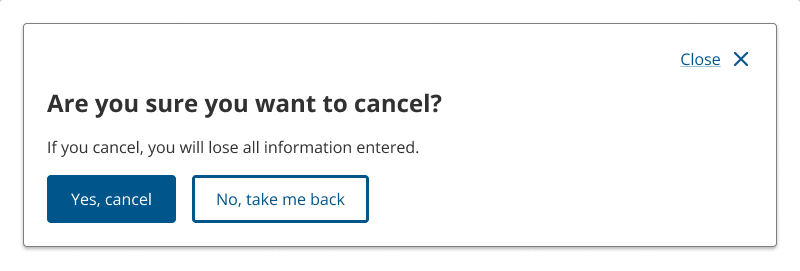 Close
Are you sure you want to cancel?
If you cancel, you will lose all information entered.
Yes, cancel
No, take me back